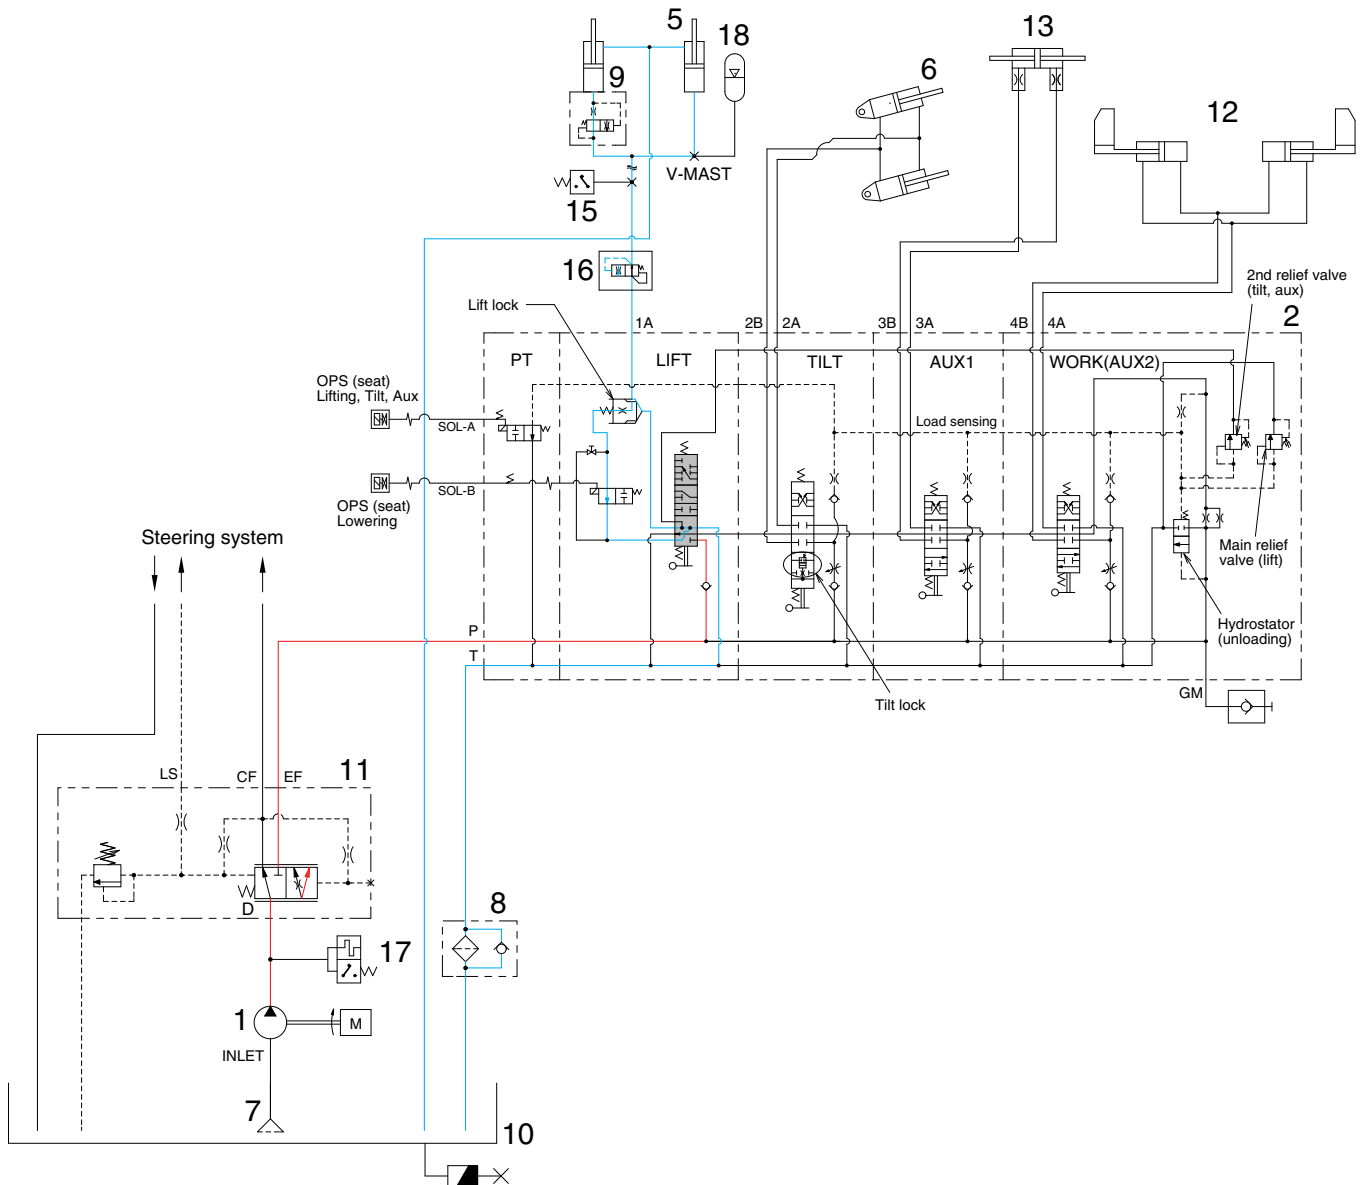 5
18
13
9
6
12
V-MAST
15
16
2nd relief valve
(tilt, aux)
Lift lock
1A
2B
2A
3B
3A
4B
4A
2
PT
LIFT
TILT
AUX1
WORK(AUX2)
OPS (seat)
Lifting, Tilt, Aux
SOL-A
Load sensing
SOL-B
OPS (seat)
Lowering
Steering system
Main relief
valve (lift)
Hydrostator
(unloading)
P
T
Tilt lock
GM
LS
CF
EF
11
D
8
17
1
M
INLET
7
10